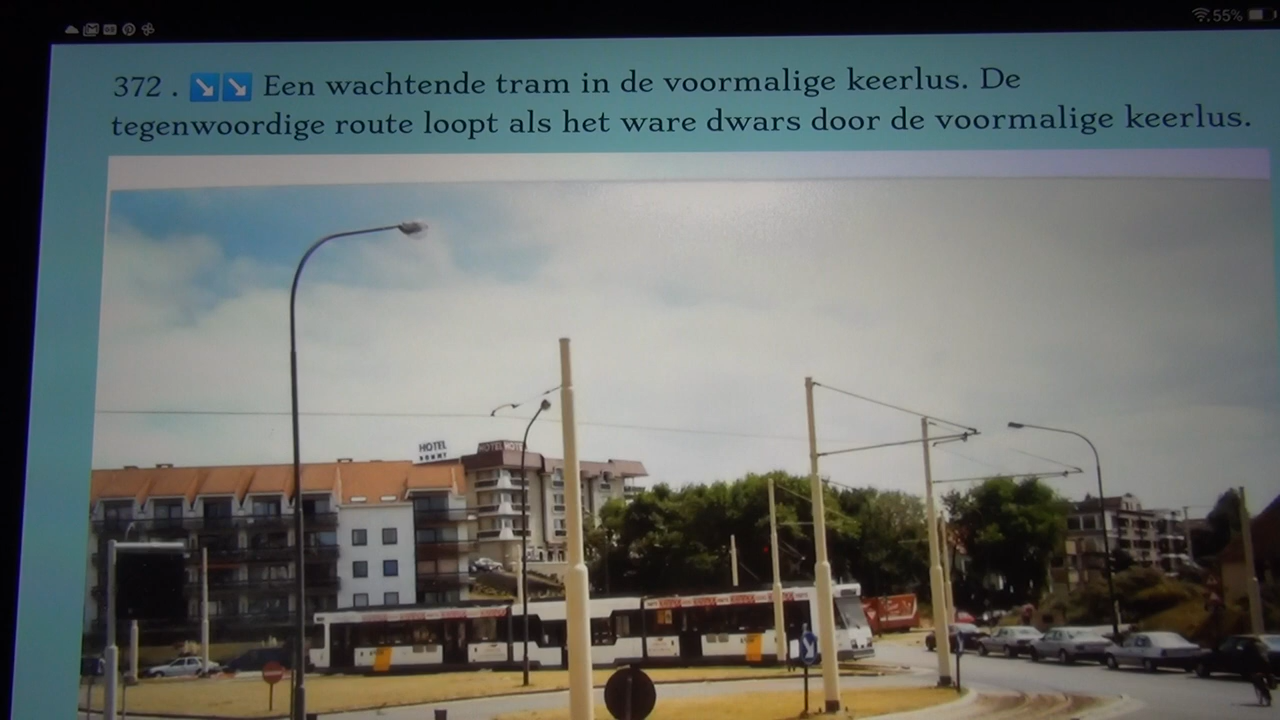 55%
372 . ↘↘ Een wachtende tram in de voormalige keerlus. De
tegenwoordige route loopt als het ware dwars door de voormalige keerlus.
HOTEL
HOTEL